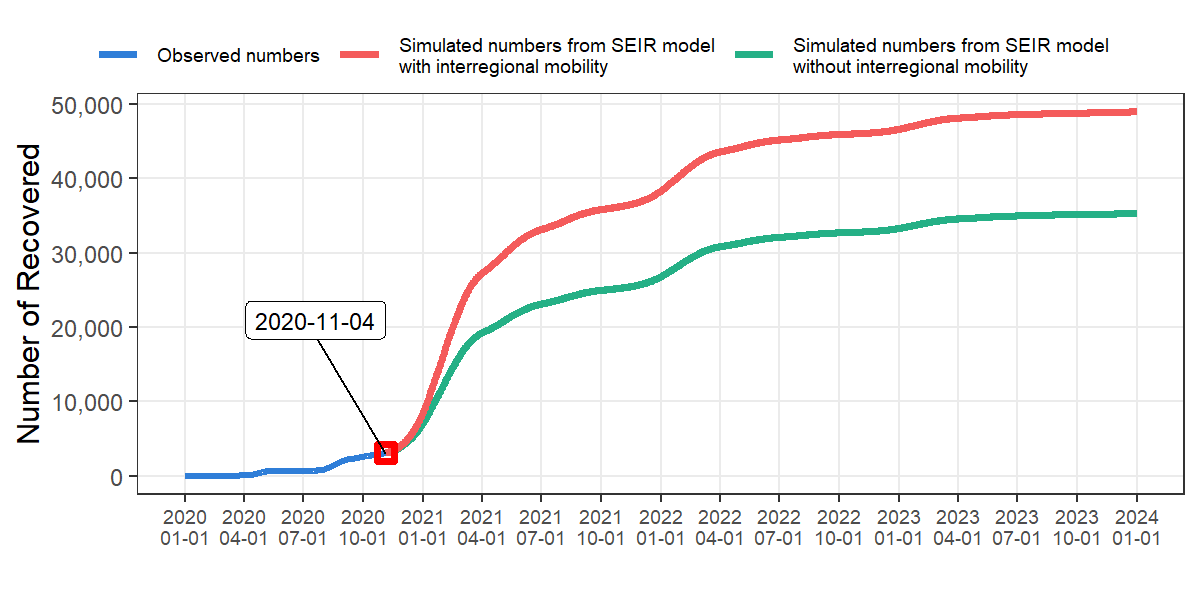 Observed numbers
Simulated numbers from SEIR model
with interregional mobility
Simulated numbers from SEIR model
without interregional mobility
Number of Recovered
50,000
40,000
30,000
20,000
10,000
0
2020-11-04
2020 2020 2020 2020 2021 2021 2021 2021 2022 2022 2022 2022 2023 2023 2023 2023 2024
01-01 04-01 07-01 10-01 01-01 04-01 07-01 10-01 01-01 04-01 07-01 10-01 01-01 04-01 07-01 10-01 01-01